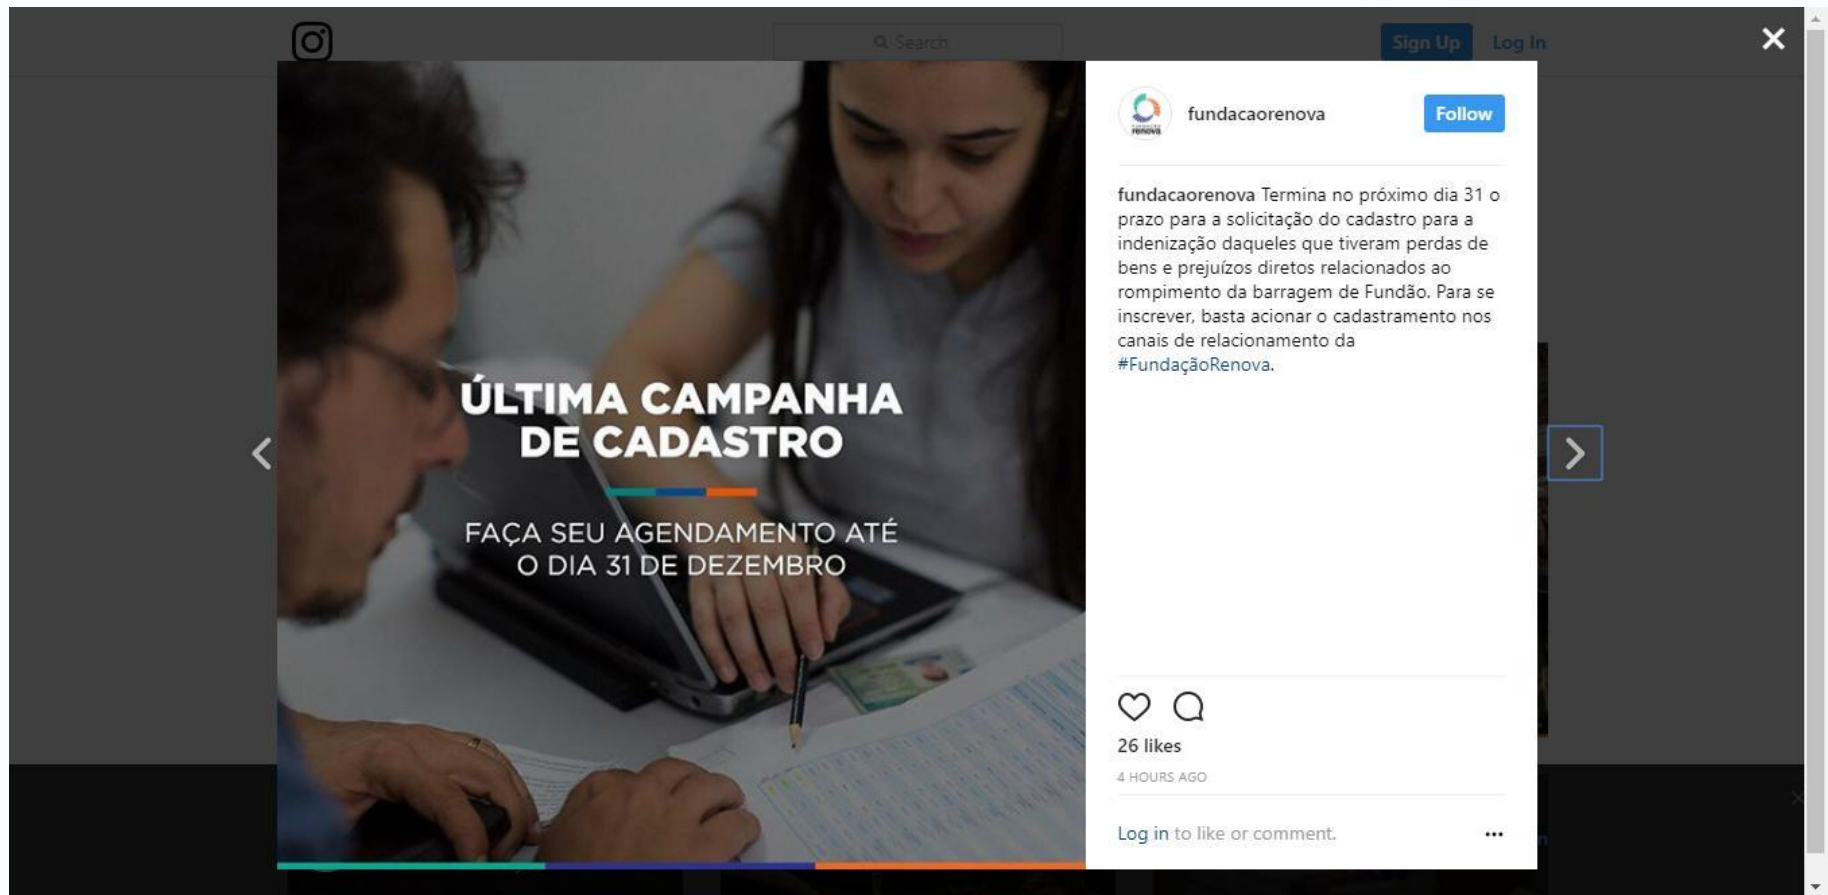 Search
Sign Up
Log In
fundacaorenova
Follow
fundacaorenova Termina no próximo dia 31 o
prazo para a solicitação do cadastro para a
indenização daqueles que tiveram perdas de
bens e prejuízos diretos relacionados ao
rompimento da barragem de Fundão. Para se
inscrever, basta acionar o cadastramento nos
canais de relacionamento da
#FundaçãoRenova.
ÚLTIMA CAMPANHA
DE CADASTRO
FAÇA SEU AGENDAMENTO ATÉ
O DIA 31 DE DEZEMBRO
26 likes
4 HOURS AGO
Log in to like or comment.
renova